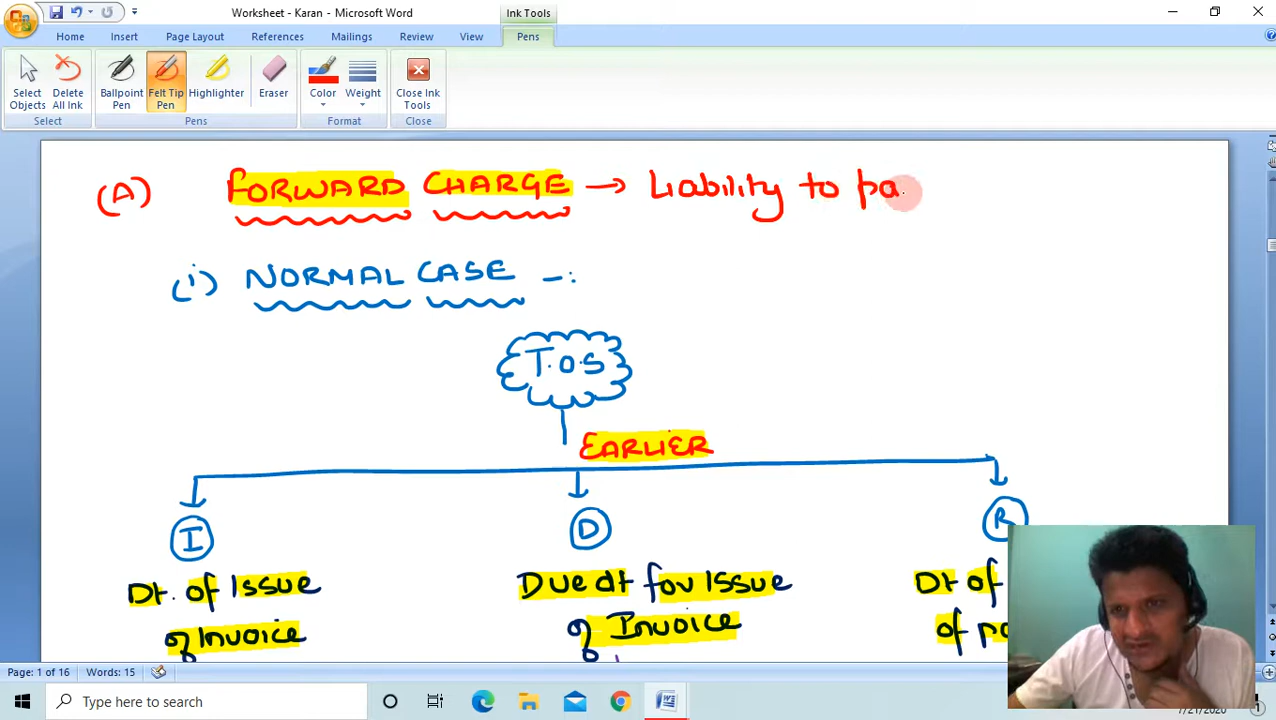 Worksheet - Karan - Microsoft Word
Ink Tools
Home Insert Page Layout References Mailings Review View Pens
Select Objects
Delete All Ink
Ballpoint Pen
Felt Tip Pen
Highlighter
Eraser
Color
Weight
Close Ink Tools
Select Pens Format Close
(A) FORWARD CHARGE → Liability to pa
(i) NORMAL CASE -:
T.O.S
EARLIER
I D R
Dt. of Issue of Invoice
Due dt for Issue of Invoice
Dt of
of
Page: 1 of 16 Words: 15
Type here to search
7/21/2020